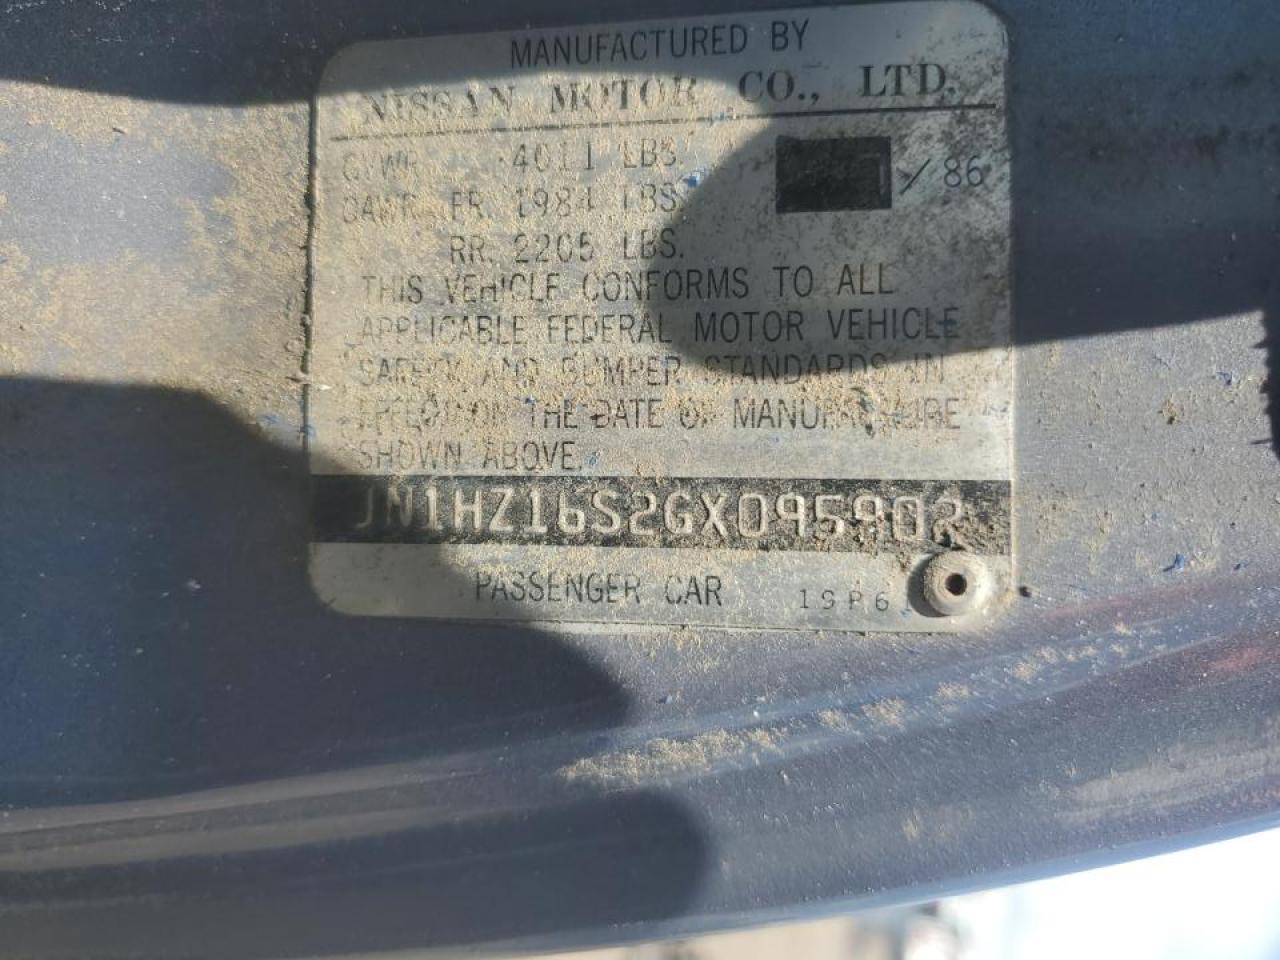 MANUFACTURED BY
NISSAN MOTOR CO., LTD.
GVWR 4011 LBS. /86
GAWR FR. 1984 LBS.
RR. 2205 LBS.
THIS VEHICLE CONFORMS TO ALL
APPLICABLE FEDERAL MOTOR VEHICLE
SAFETY AND BUMPER STANDARDS IN
EFFECT ON THE DATE OF MANUFACTURE
SHOWN ABOVE.
JN1HZ16S2GX095902
PASSENGER CAR 19P6